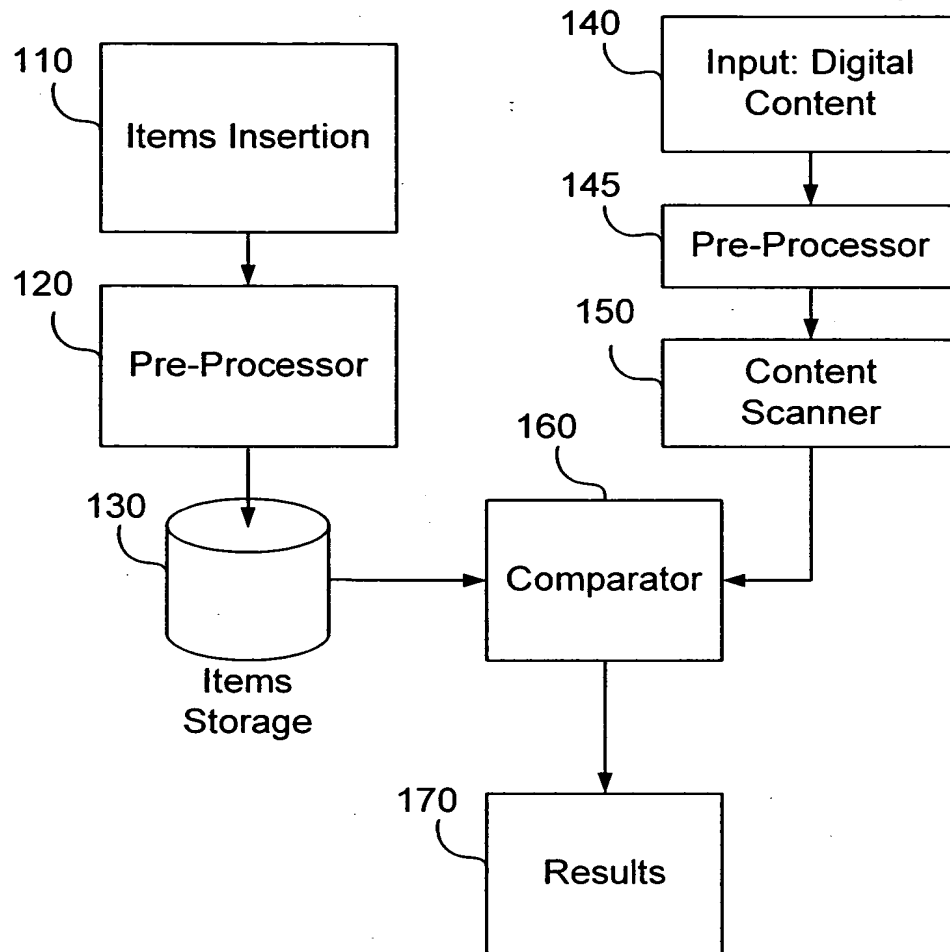 110
Items Insertion
120
Pre-Processor
130
Items
Storage
140
Input: Digital
Content
145
Pre-Processor
150
Content
Scanner
160
Comparator
170
Results